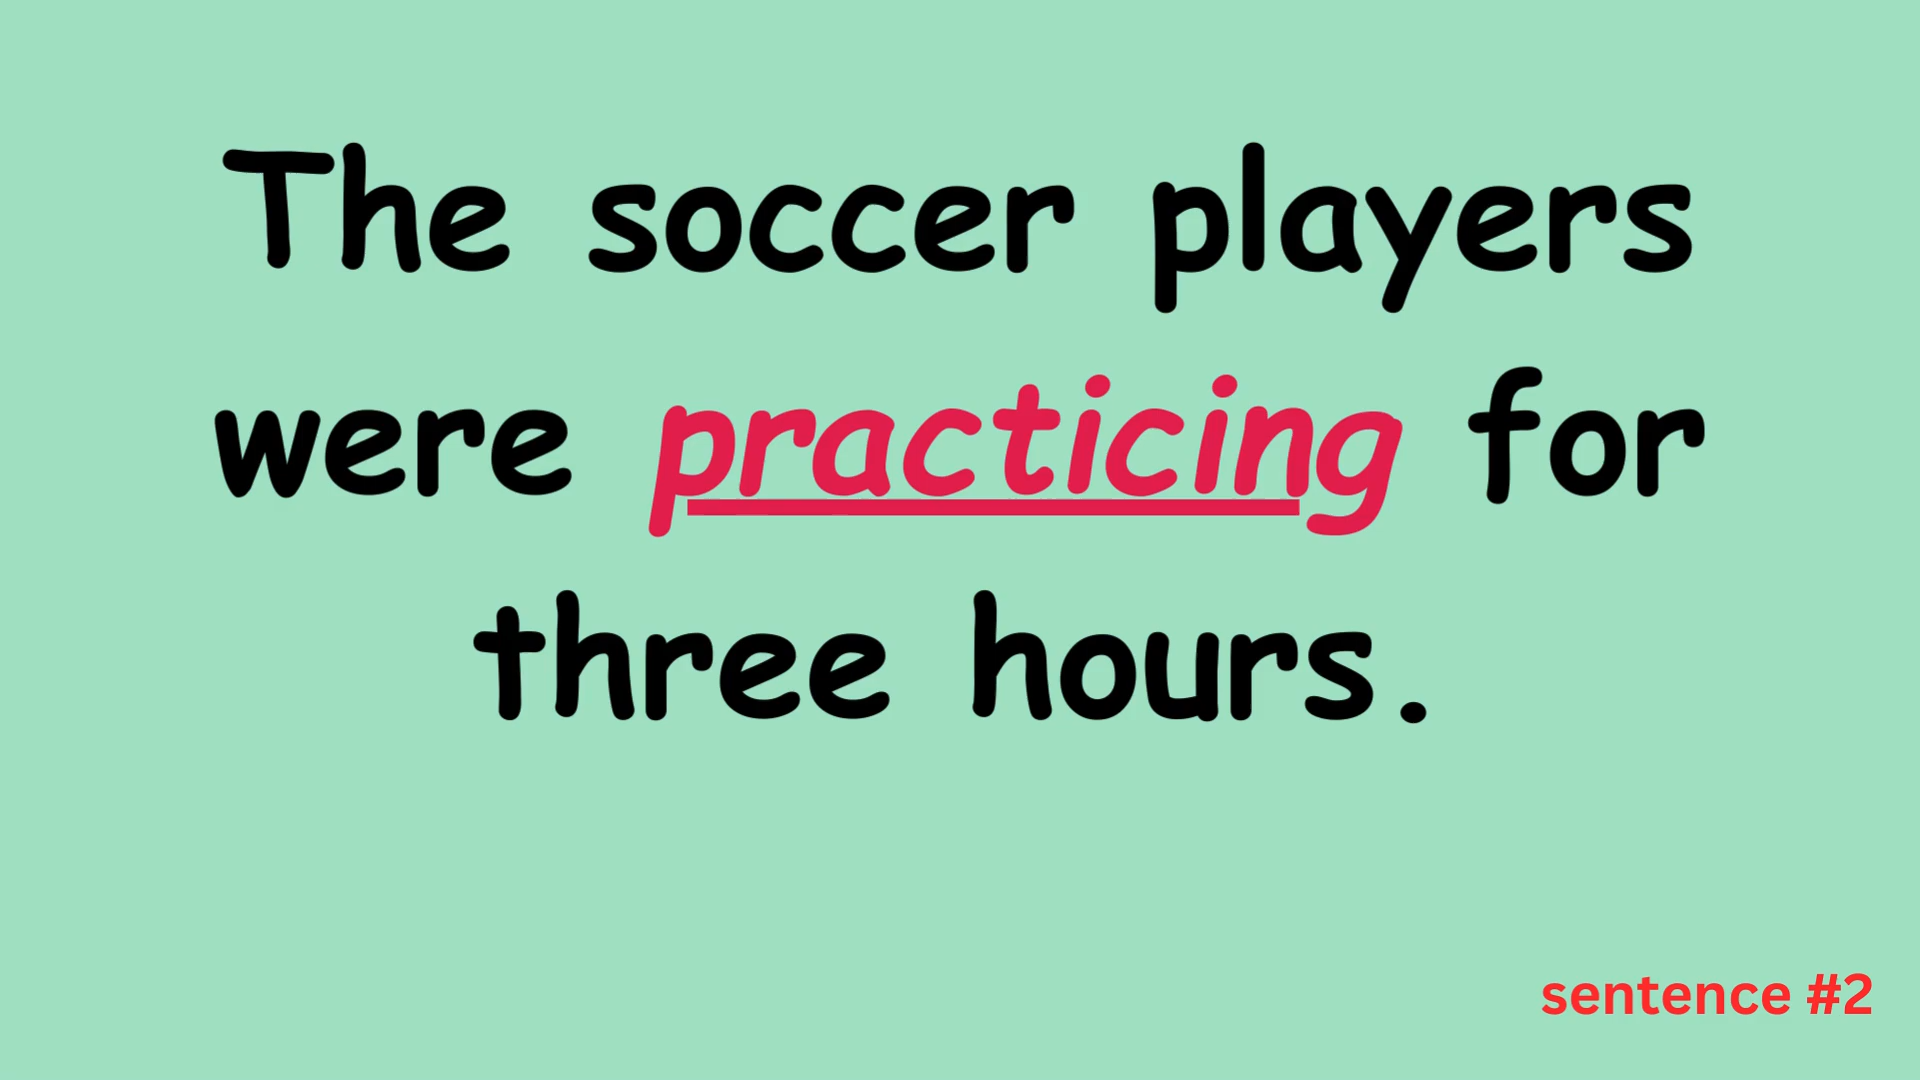 The soccer players
were practicing for
three hours.
sentence #2